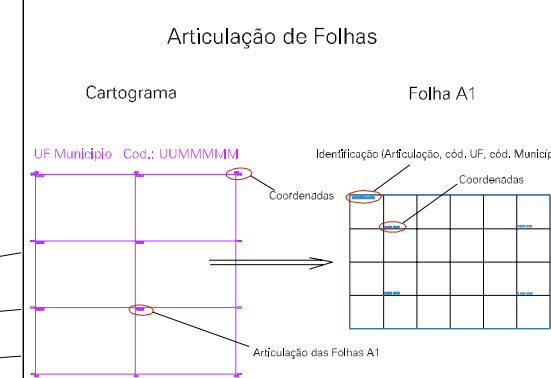 Articulação de Folhas
Cartograma
Folha A1
UF Municipio Cod.: UUMMMMM
Identificação (Articulação, cód. UF, cód. Municíp
Coordenadas
Coordenadas
Articulação das Folhas A1